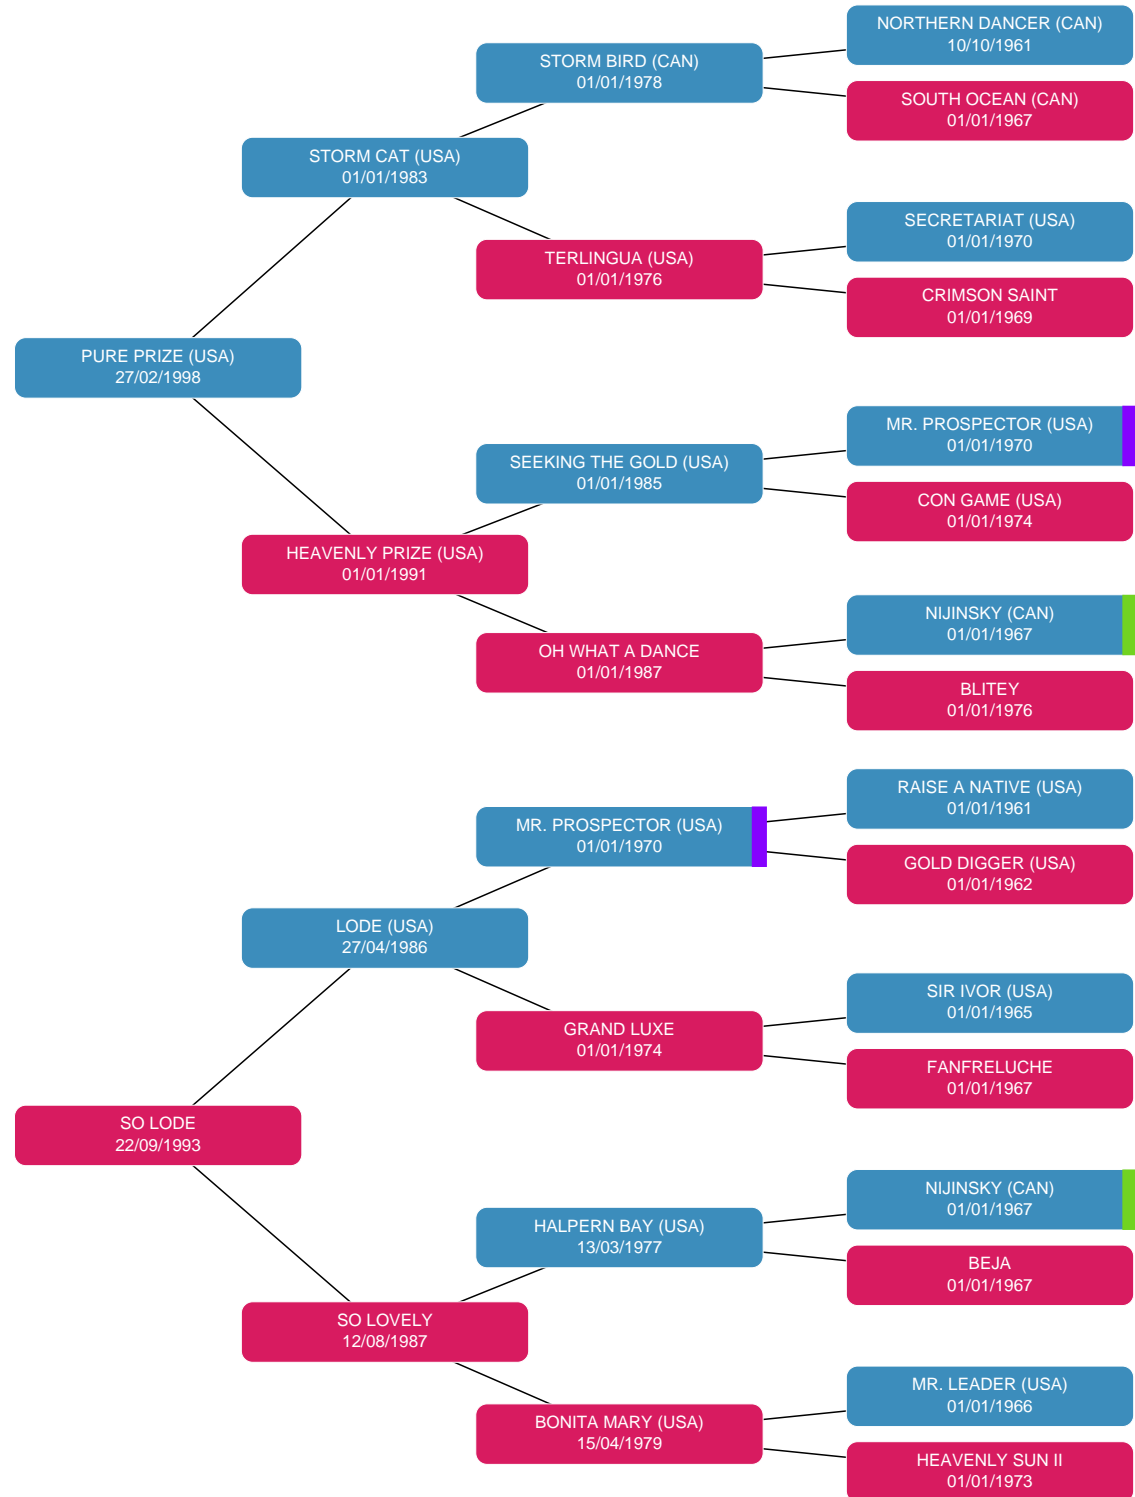 NORTHERN DANCER (CAN)
10/10/1961
STORM BIRD (CAN)
01/01/1978
SOUTH OCEAN (CAN)
01/01/1967
STORM CAT (USA)
01/01/1983
SECRETARIAT (USA)
01/01/1970
TERLINGUA (USA)
01/01/1976
CRIMSON SAINT
01/01/1969
PURE PRIZE (USA)
27/02/1998
MR. PROSPECTOR (USA)
01/01/1970
SEEKING THE GOLD (USA)
01/01/1985
CON GAME (USA)
01/01/1974
HEAVENLY PRIZE (USA)
01/01/1991
NIJINSKY (CAN)
01/01/1967
OH WHAT A DANCE
01/01/1987
BLITEY
01/01/1976
RAISE A NATIVE (USA)
01/01/1961
MR. PROSPECTOR (USA)
01/01/1970
GOLD DIGGER (USA)
01/01/1962
LODE (USA)
27/04/1986
SIR IVOR (USA)
01/01/1965
GRAND LUXE
01/01/1974
FANFRELUCHE
01/01/1967
SO LODE
22/09/1993
NIJINSKY (CAN)
01/01/1967
HALPERN BAY (USA)
13/03/1977
BEJA
01/01/1967
SO LOVELY
12/08/1987
MR. LEADER (USA)
01/01/1966
BONITA MARY (USA)
15/04/1979
HEAVENLY SUN II
01/01/1973